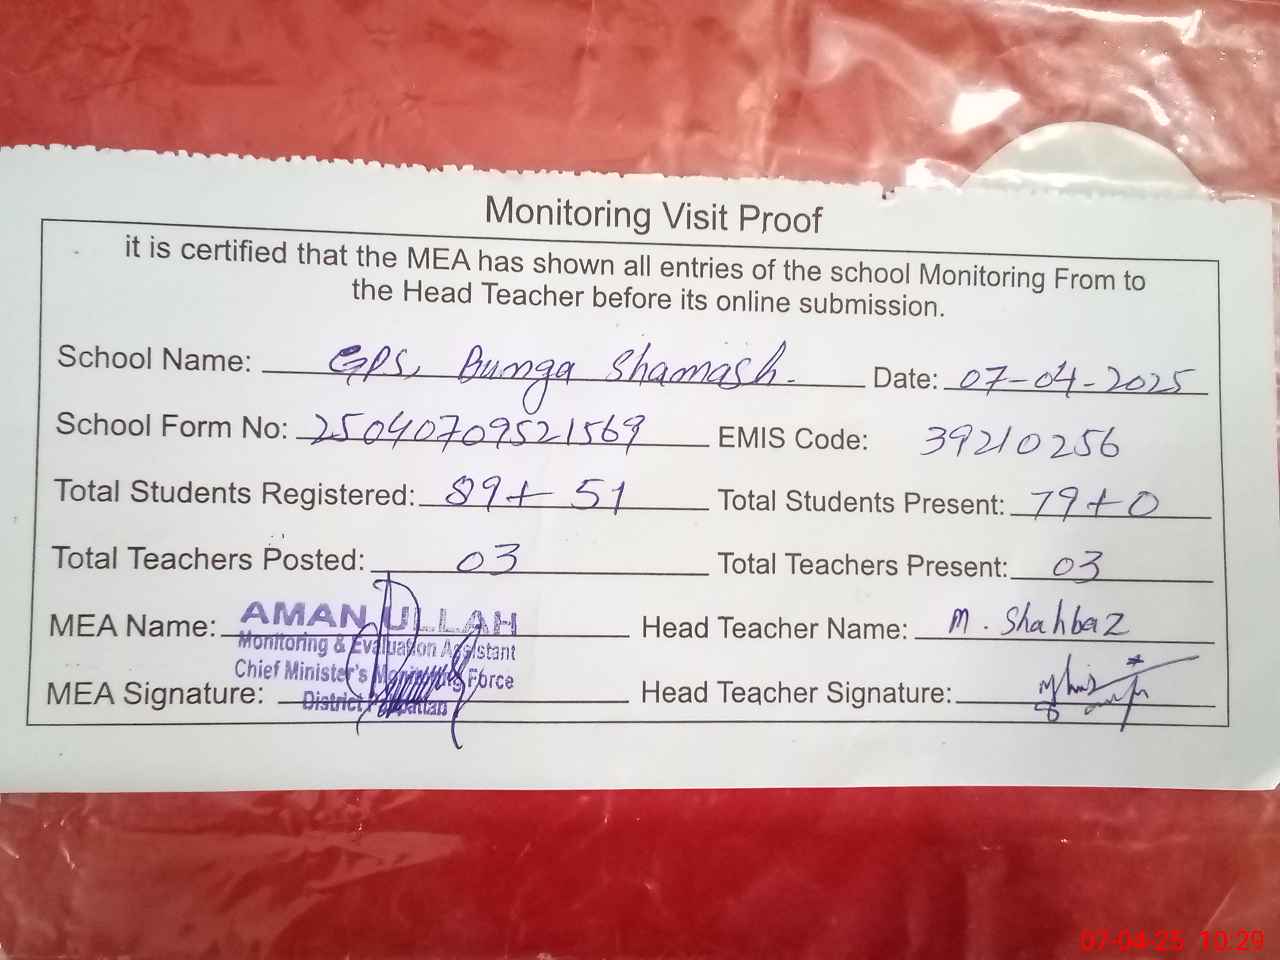 Monitoring Visit Proof
it is certified that the MEA has shown all entries of the school Monitoring From to
the Head Teacher before its online submission.
School Name: GPS, Bunga Shamash. Date: 07-04-2025
School Form No: 25040709521569 EMIS Code: 39210256
Total Students Registered: 89+ 51 Total Students Present: 79+0
Total Teachers Posted: 03 Total Teachers Present: 03
MEA Name: AMAN ULLAH Head Teacher Name: M. Shahbaz
Monitoring & Evaluation Assistant
Chief Minister's Monitoring Force
MEA Signature: District Head Teacher Signature:
07-04-25 10:29